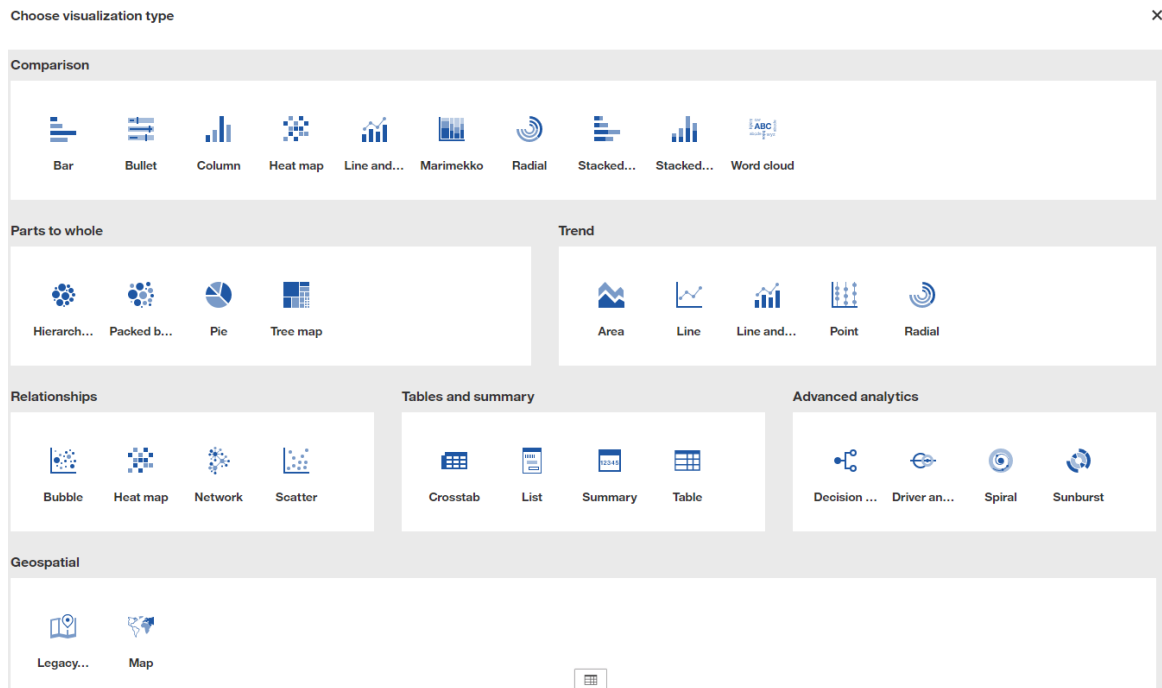 Choose visualization type
Comparison
Bar Bullet Column Heat map Line and... Marimekko Radial Stacked... Stacked... Word cloud
Parts to whole Trend
Hierarch... Packed b... Pie Tree map Area Line Line and... Point Radial
Relationships Tables and summary Advanced analytics
12345
Bubble Heat map Network Scatter Crosstab List Summary Table Decision ... Driver an... Spiral Sunburst
Geospatial
Legacy... Map